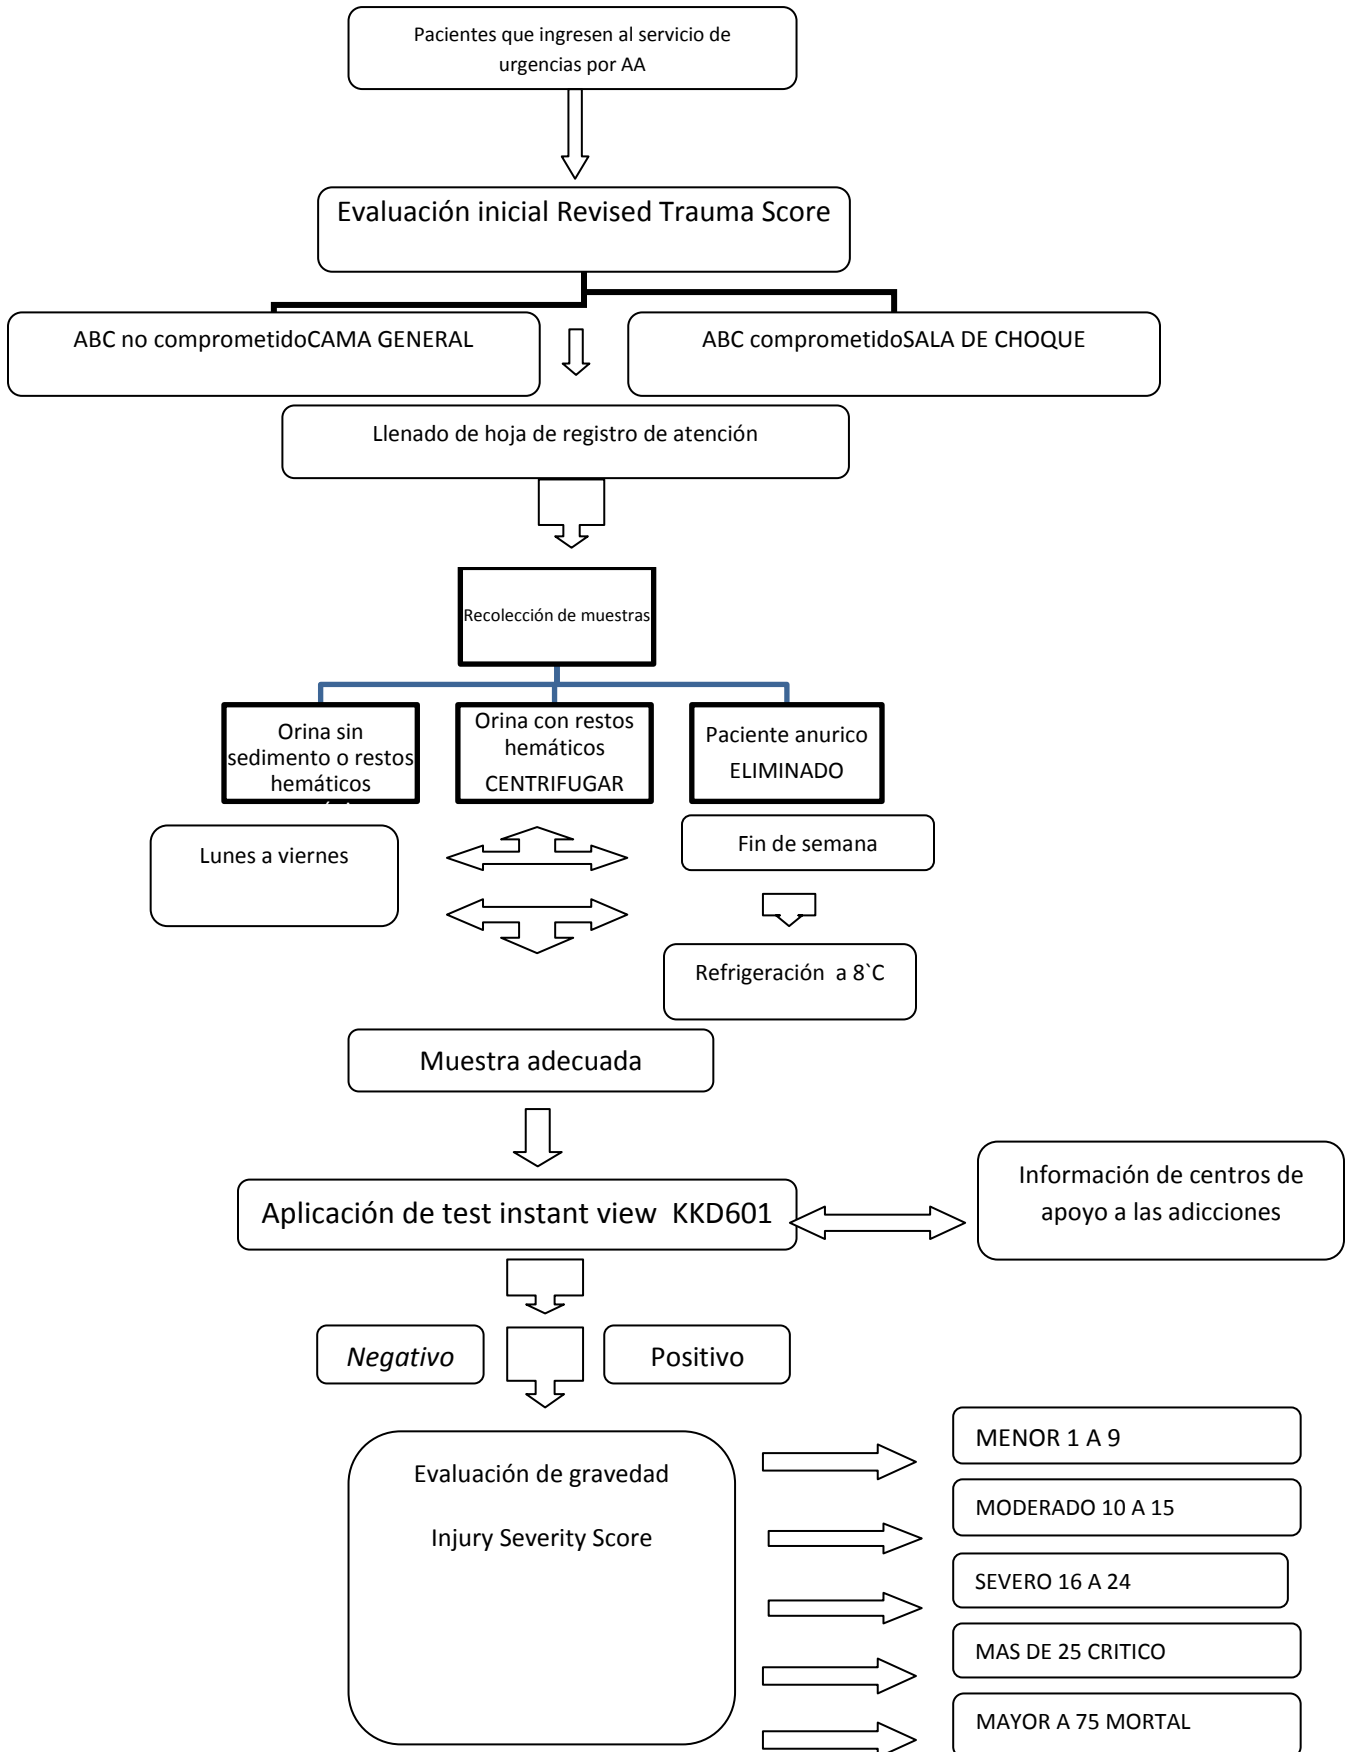 Pacientes que ingresen al servicio de
urgencias por AA
Evaluación inicial Revised Trauma Score
ABC no comprometidoCAMA GENERAL
ABC comprometidoSALA DE CHOQUE
Llenado de hoja de registro de atención
Recolección de muestras
Orina sin
sedimento o restos
hemáticos
Orina con restos
hemáticos
CENTRIFUGAR
Paciente anurico
ELIMINADO
Lunes a viernes
Fin de semana
Refrigeración a 8`C
Muestra adecuada
Aplicación de test instant view KKD601
Información de centros de
apoyo a las adicciones
Negativo
Positivo
Evaluación de gravedad
Injury Severity Score
MENOR 1 A 9
MODERADO 10 A 15
SEVERO 16 A 24
MAS DE 25 CRITICO
MAYOR A 75 MORTAL